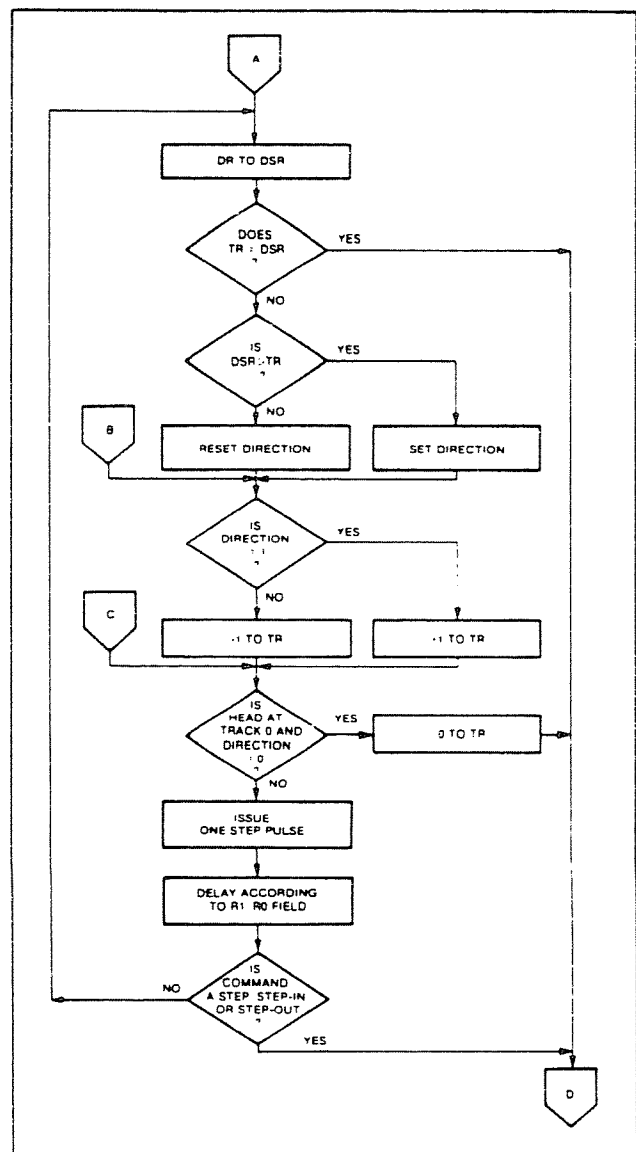 A
DR TO DSR
DOES
TR = DSR
?
YES
NO
IS
DSR>TR
?
YES
NO
B
RESET DIRECTION
SET DIRECTION
IS
DIRECTION
= 1
?
YES
NO
C
-1 TO TR
TO TR
IS
HEAD AT
TRACK 0 AND
DIRECTION
= 0
?
YES
0 TO TR
NO
ISSUE
ONE STEP PULSE
DELAY ACCORDING
TO R1 R0 FIELD
IS
COMMAND
A STEP STEP-IN
OR STEP-OUT
?
NO
YES
D